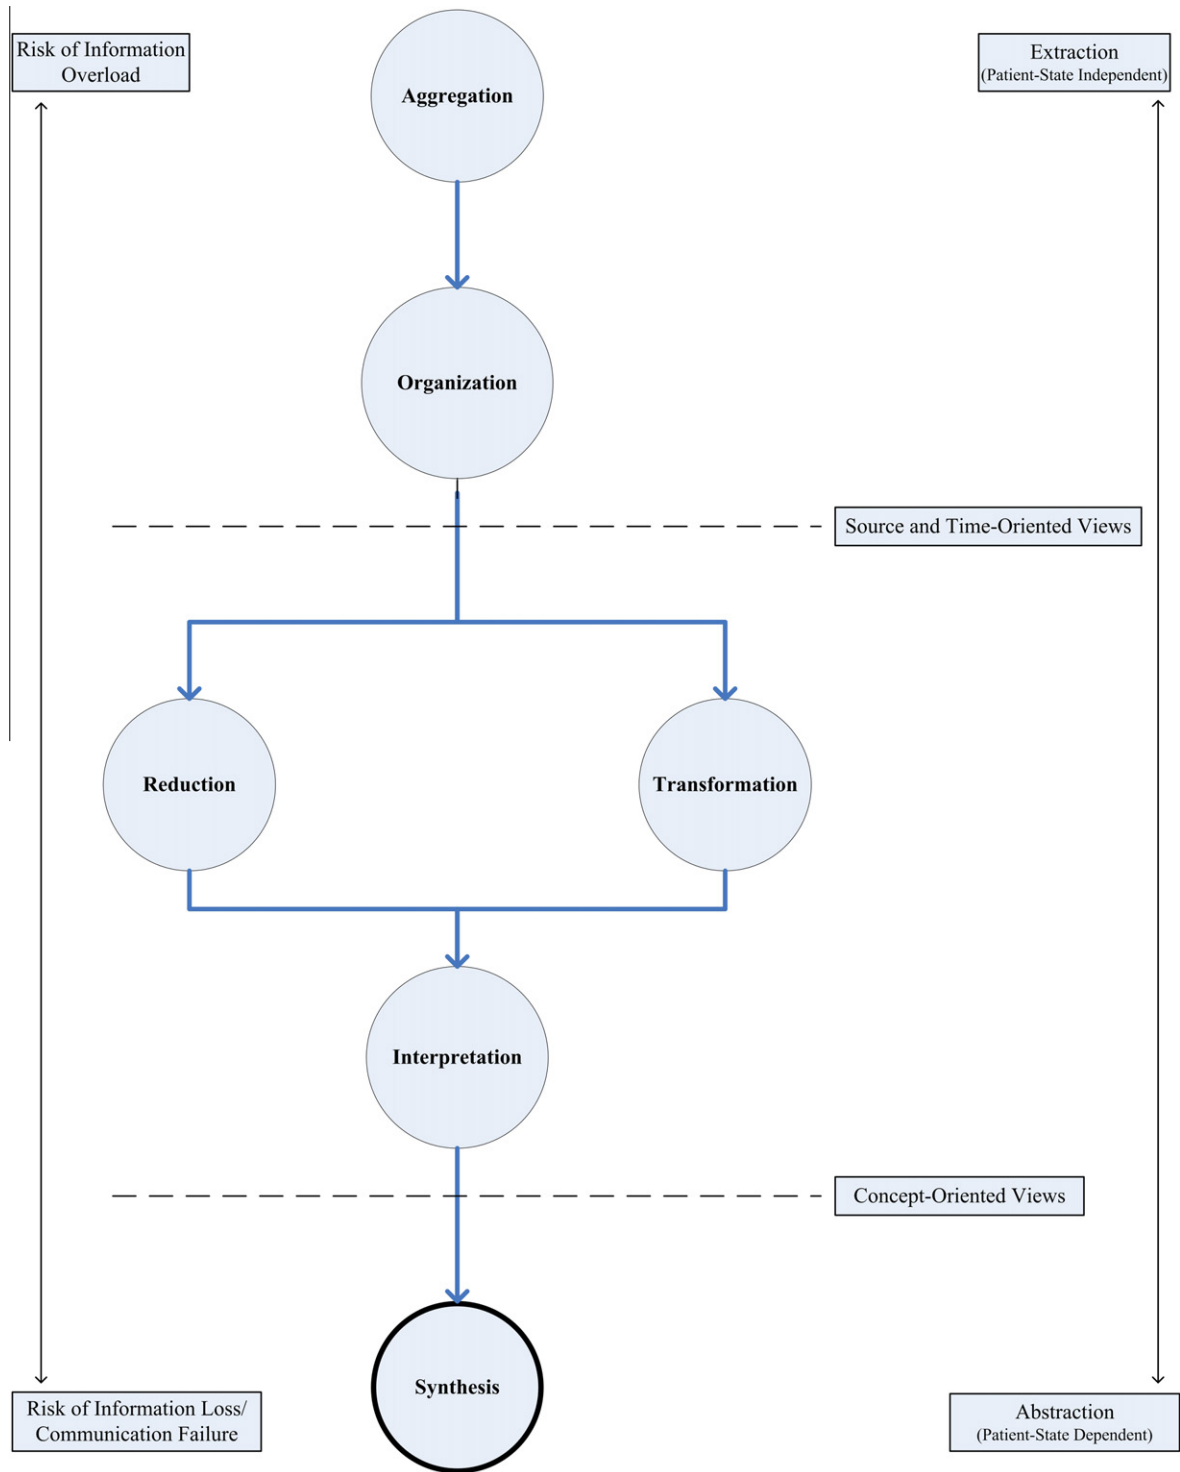 Risk of Information
Overload
Aggregation
Extraction
(Patient-State Independent)
Organization
Source and Time-Oriented Views
Reduction
Transformation
Interpretation
Concept-Oriented Views
Synthesis
Risk of Information Loss/
Communication Failure
Abstraction
(Patient-State Dependent)